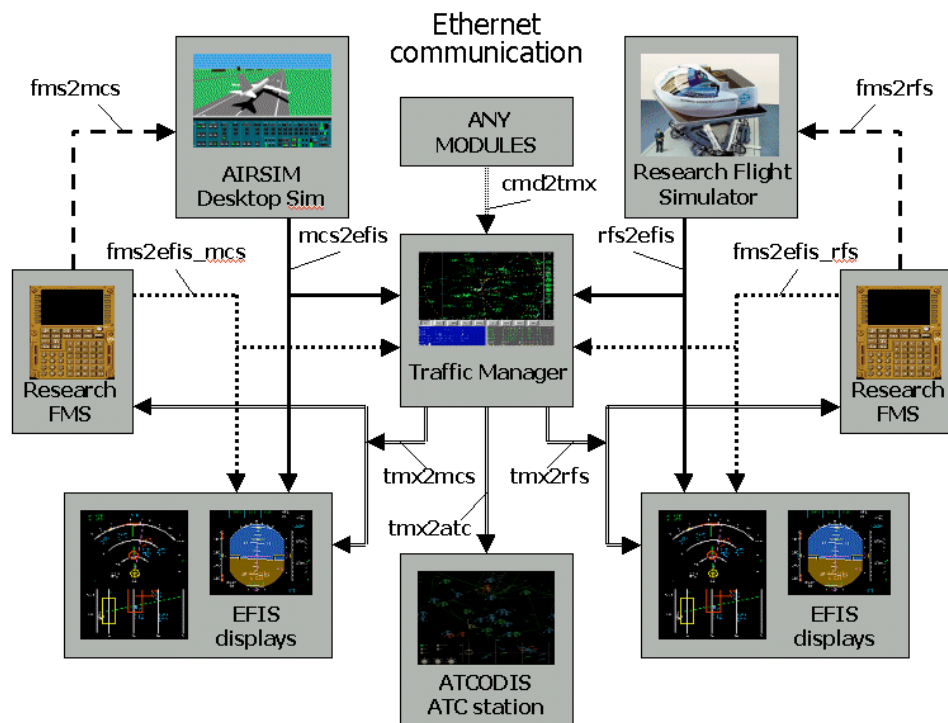 Ethernet
communication
fms2mcs
fms2rfs
ANY
MODULES
AIRSIM
Desktop Sim
Research Flight
Simulator
cmd2tmx
mcs2efis
rfs2efis
fms2efis_mcs
fms2efis_rfs
Traffic Manager
Research
FMS
Research
FMS
tmx2mcs
tmx2rfs
tmx2atc
EFIS
displays
EFIS
displays
ATCODIS
ATC station